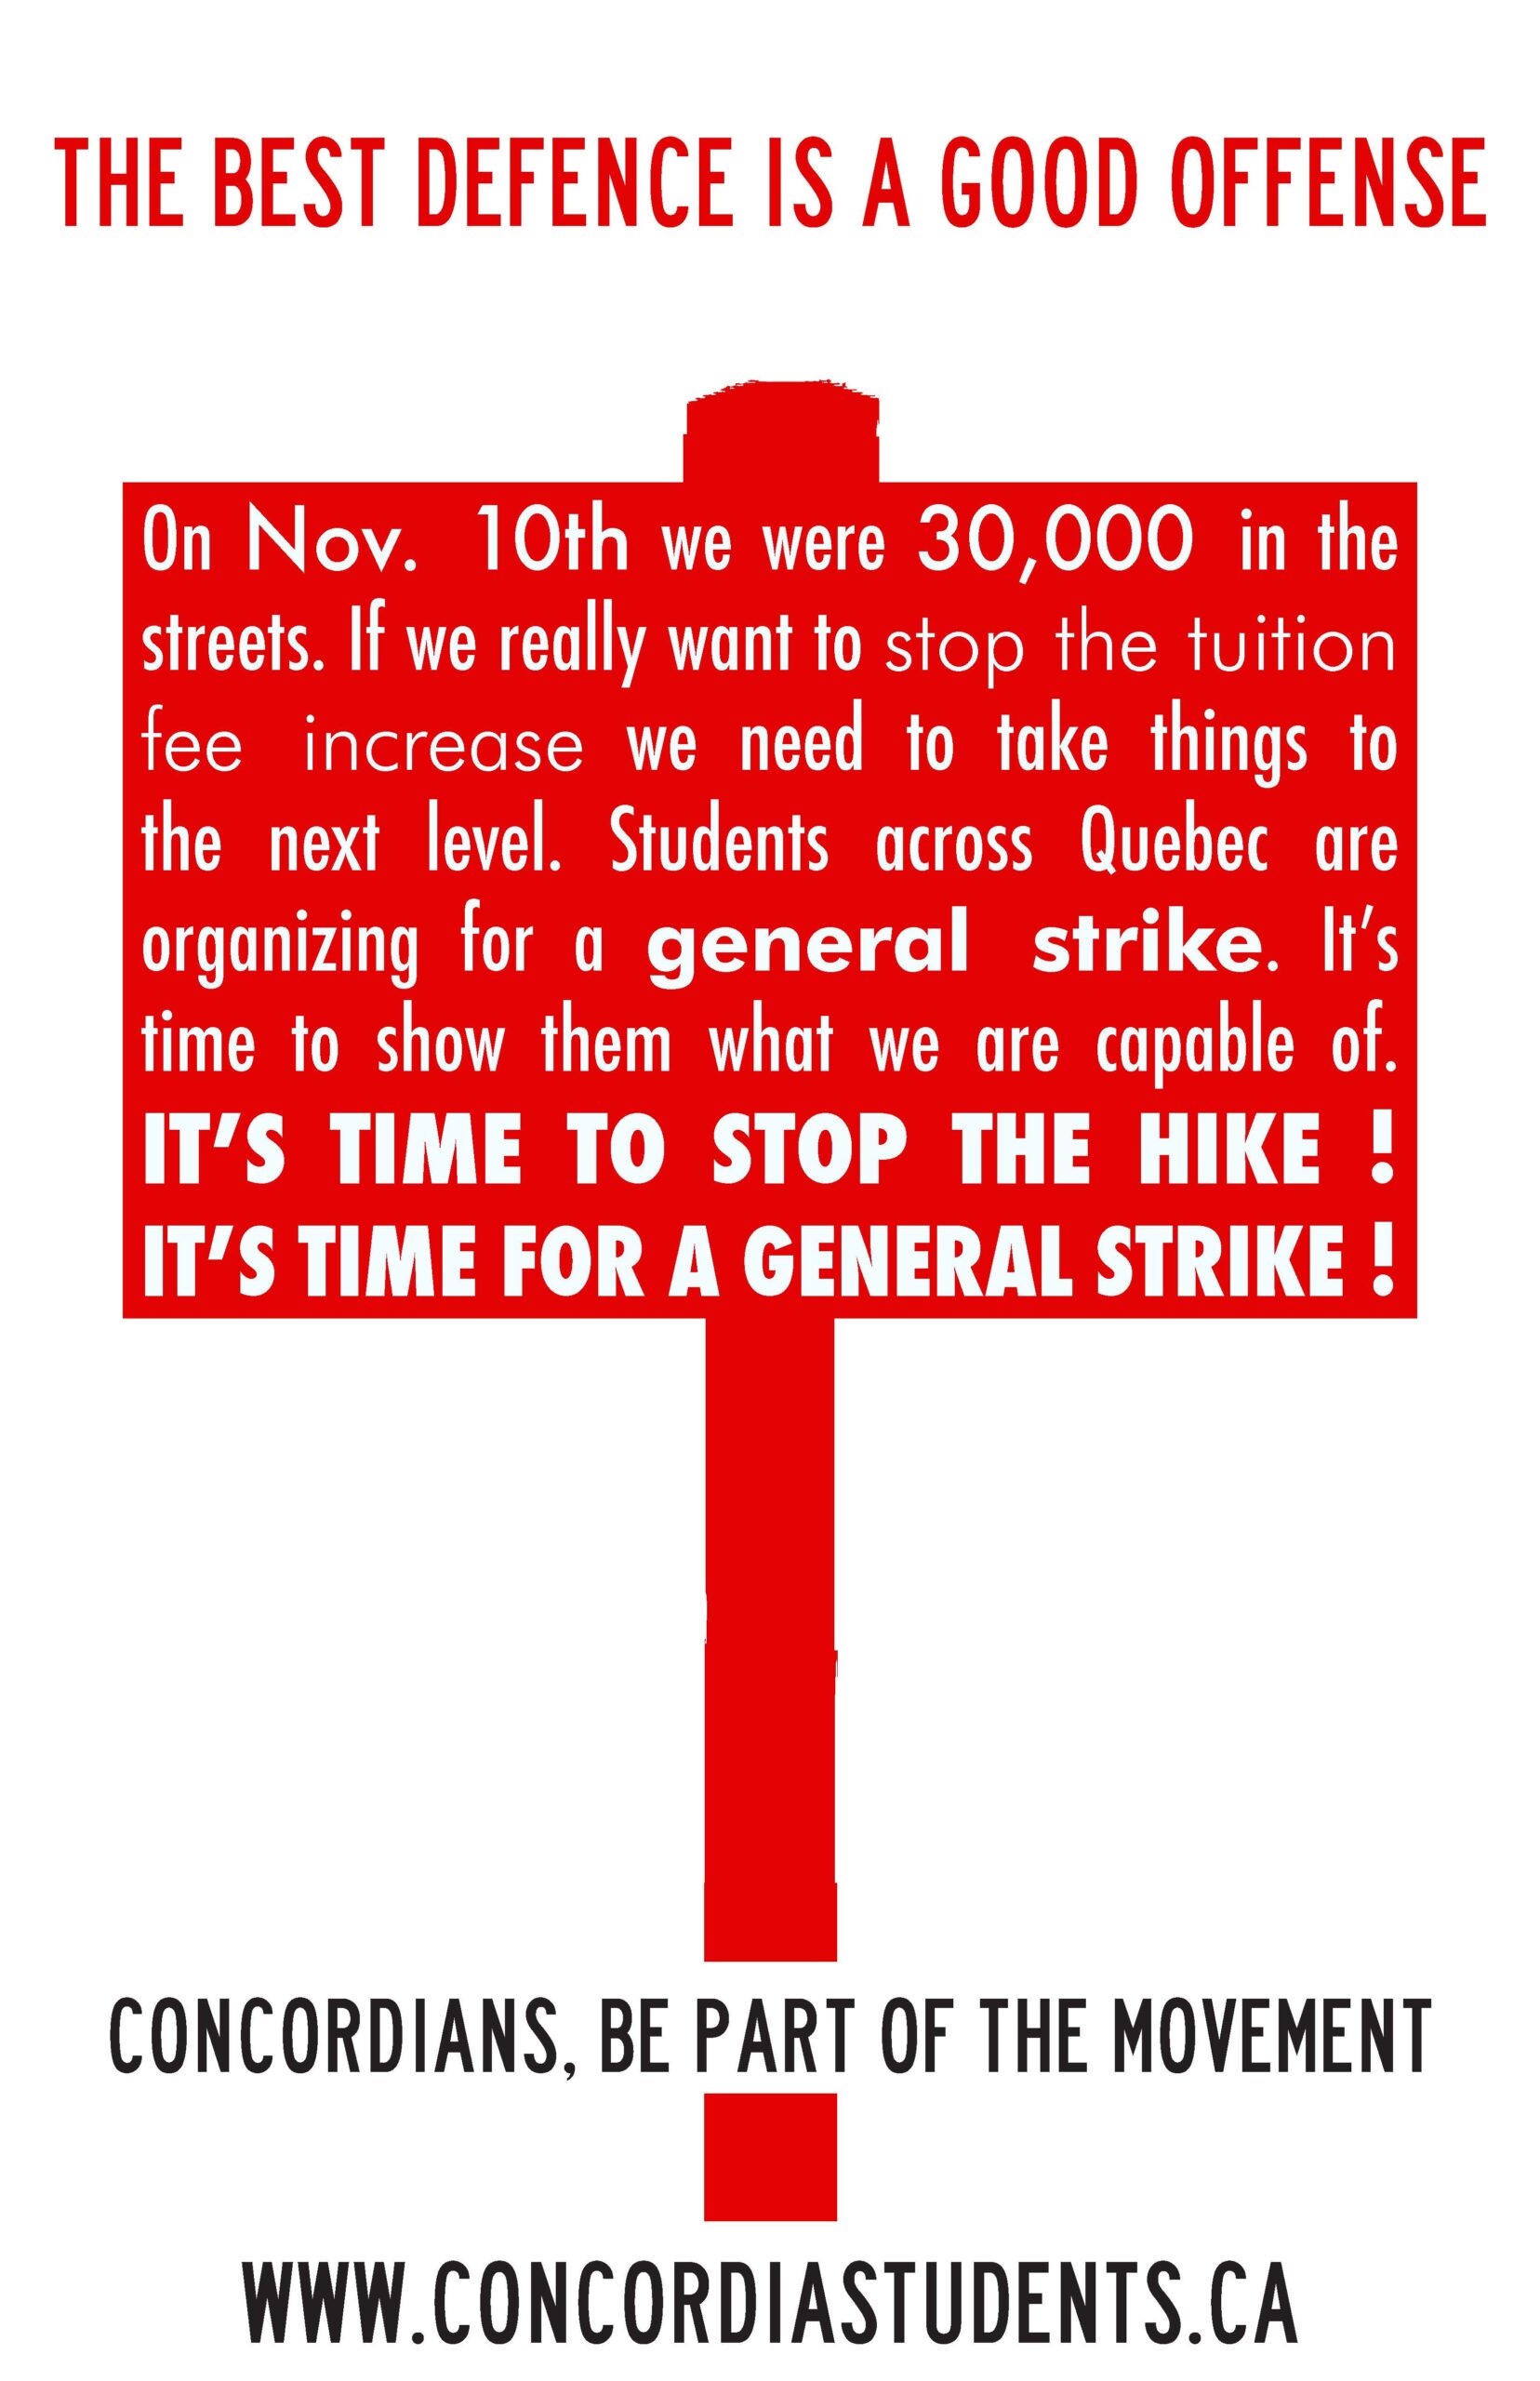 THE BEST DEFENCE IS A GOOD OFFENSE
On Nov. 10th we were 30,000 in the
streets. If we really want to stop the tuition
fee increase we need to take things to
the next level. Students across Quebec are
organizing for a general strike. It's
time to show them what we are capable of.
IT'S TIME TO STOP THE HIKE !
IT'S TIME FOR A GENERAL STRIKE !
CONCORDIANS, BE PART OF THE MOVEMENT
WWW.CONCORDIASTUDENTS.CA